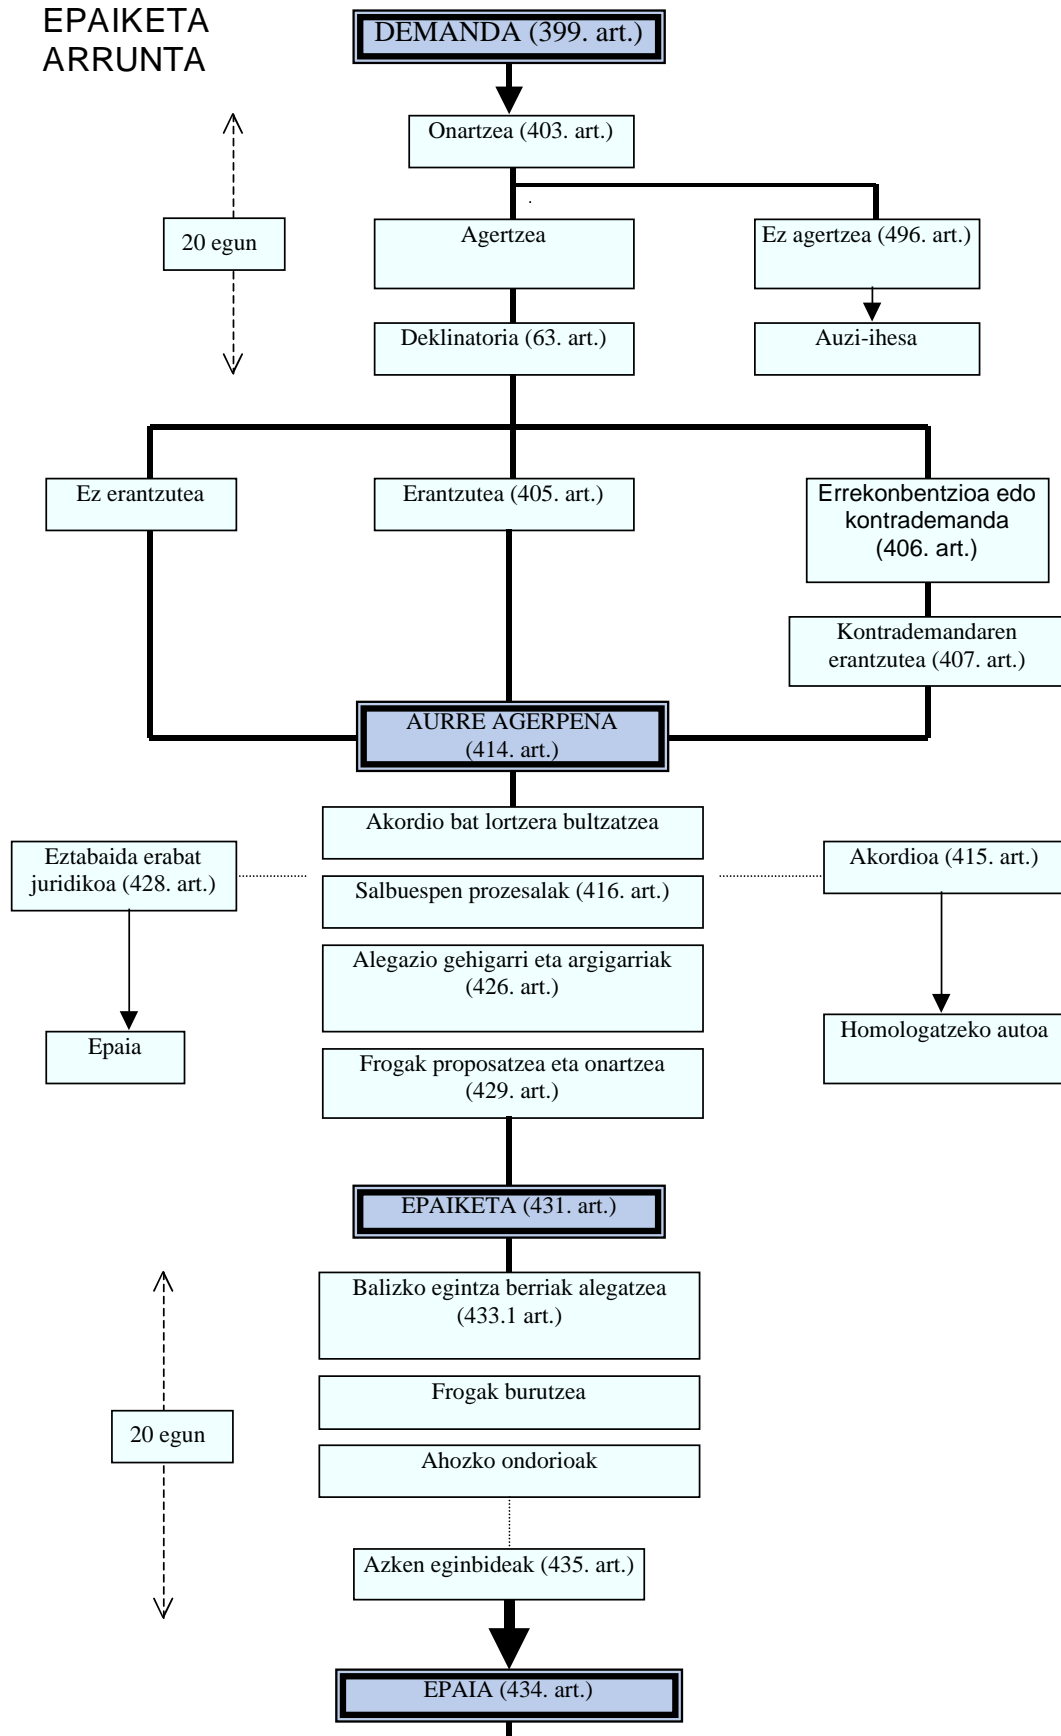 EPAIKETA
ARRUNTA
DEMANDA (399. art.)
Onartzea (403. art.)
20 egun
Agertzea
Ez agertzea (496. art.)
Deklinatoria (63. art.)
Auzi-ihesa
Ez erantzutea
Erantzutea (405. art.)
Errekonbentzioa edo
kontrademanda
(406. art.)
Kontrademandaren
erantzutea (407. art.)
AURRE AGERPENA
(414. art.)
Akordio bat lortzera bultzatzea
Eztabaida erabat
juridikoa (428. art.)
Akordioa (415. art.)
Salbuespen prozesalak (416. art.)
Alegazio gehigarri eta argigarriak
(426. art.)
Epaia
Homologatzeko autoa
Frogak proposatzea eta onartzea
(429. art.)
EPAIKETA (431. art.)
Balizko egintza berriak alegatzea
(433.1 art.)
Frogak burutzea
20 egun
Ahozko ondorioak
Azken eginbideak (435. art.)
EPAIA (434. art.)